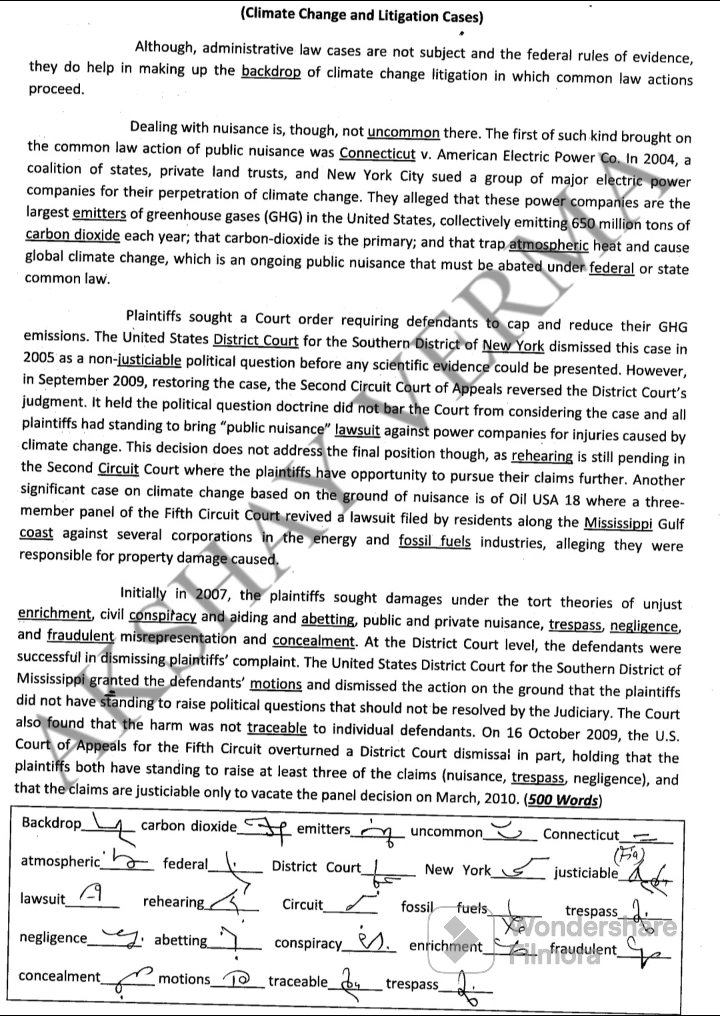 (Climate Change and Litigation Cases)
Although, administrative law cases are not subject and the federal rules of evidence,
they do help in making up the backdrop of climate change litigation in which common law actions
proceed.
Dealing with nuisance is, though, not uncommon there. The first of such kind brought on
the common law action of public nuisance was Connecticut v. American Electric Power Co. In 2004, a
coalition of states, private land trusts, and New York City sued a group of major electric power
companies for their perpetration of climate change. They alleged that these power companies are the
largest emitters of greenhouse gases (GHG) in the United States, collectively emitting 650 million tons of
carbon dioxide each year; that carbon-dioxide is the primary; and that trap atmospheric heat and cause
global climate change, which is an ongoing public nuisance that must be abated under federal or state
common law.
Plaintiffs sought a Court order requiring defendants to cap and reduce their GHG
emissions. The United States District Court for the Southern District of New York dismissed this case in
2005 as a non-justiciable political question before any scientific evidence could be presented. However,
in September 2009, restoring the case, the Second Circuit Court of Appeals reversed the District Court's
judgment. It held the political question doctrine did not bar the Court from considering the case and all
plaintiffs had standing to bring "public nuisance" lawsuit against power companies for injuries caused by
climate change. This decision does not address the final position though, as rehearing is still pending in
the Second Circuit Court where the plaintiffs have opportunity to pursue their claims further. Another
significant case on climate change based on the ground of nuisance is of Oil USA 18 where a three-
member panel of the Fifth Circuit Court revived a lawsuit filed by residents along the Mississippi Gulf
coast against several corporations in the energy and fossil fuels industries, alleging they were
responsible for property damage caused.
Initially in 2007, the plaintiffs sought damages under the tort theories of unjust
enrichment, civil conspiracy and aiding and abetting, public and private nuisance, trespass, negligence,
and fraudulent misrepresentation and concealment. At the District Court level, the defendants were
successful in dismissing plaintiffs' complaint. The United States District Court for the Southern District of
Mississippi granted the defendants' motions and dismissed the action on the ground that the plaintiffs
did not have standing to raise political questions that should not be resolved by the Judiciary. The Court
also found that the harm was not traceable to individual defendants. On 16 October 2009, the U.S.
Court of Appeals for the Fifth Circuit overturned a District Court dismissal in part, holding that the
plaintiffs both have standing to raise at least three of the claims (nuisance, trespass, negligence), and
that the claims are justiciable only to vacate the panel decision on March, 2010. (500 Words)
Backdrop carbon dioxide emitters uncommon Connecticut
atmospheric federal District Court New York justiciable
lawsuit rehearing Circuit fossil fuels trespass
negligence abetting conspiracy enrichment fraudulent
concealment motions traceable trespass
AKSHAY VERMA
Wondershare
Filmora